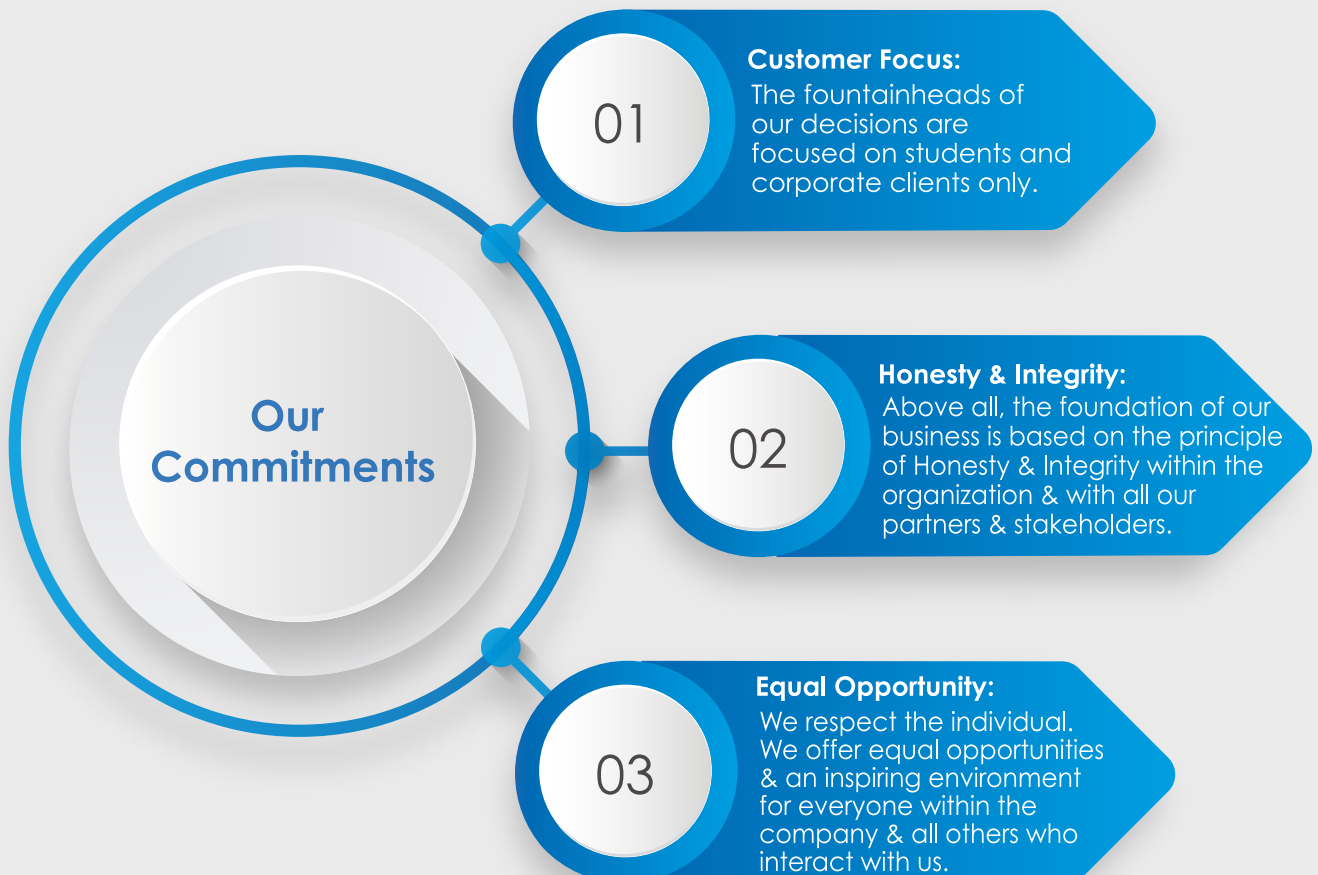 Our
Commitments
01
Customer Focus:
The fountainheads of
our decisions are
focused on students and
corporate clients only.
02
Honesty & Integrity:
Above all, the foundation of our
business is based on the principle
of Honesty & Integrity within the
organization & with all our
partners & stakeholders.
03
Equal Opportunity:
We respect the individual.
We offer equal opportunities
& an inspiring environment
for everyone within the
company & all others who
interact with us.